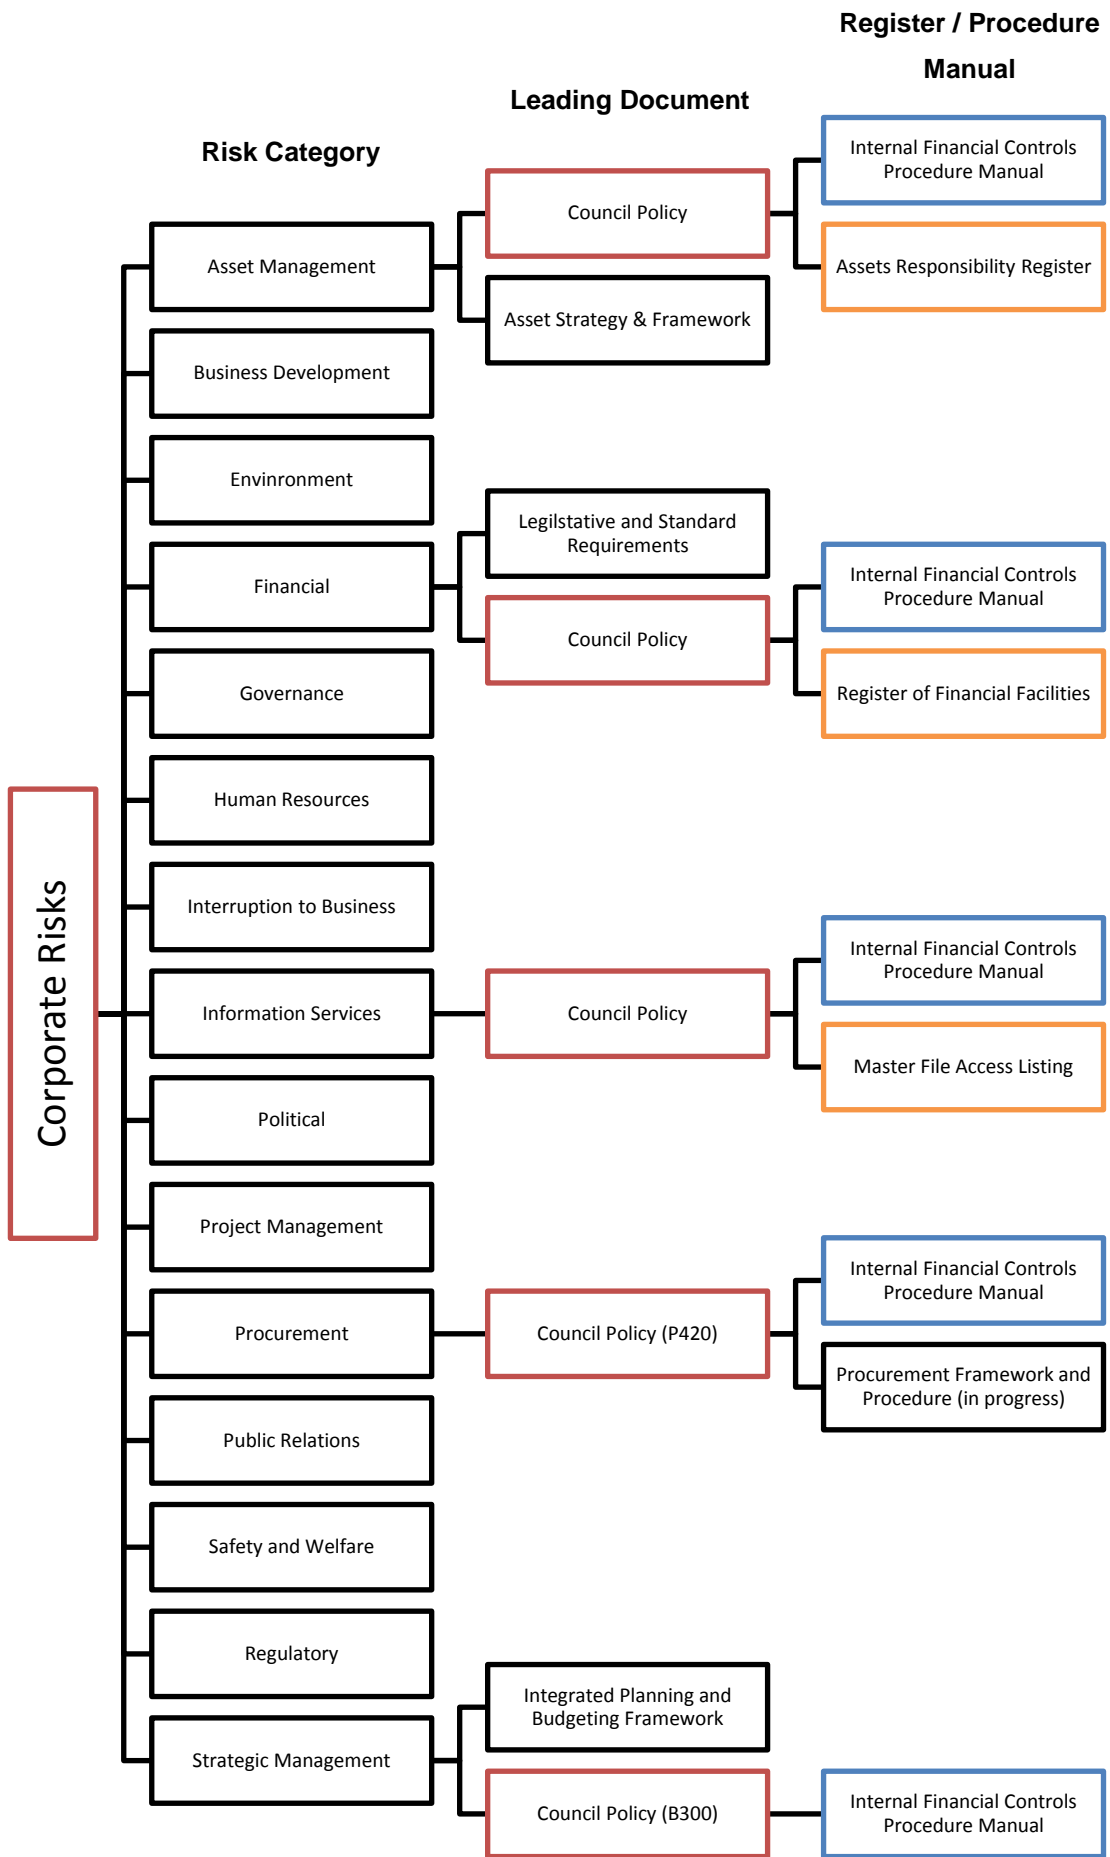 Register / Procedure
Manual
Leading Document
Risk Category
Corporate Risks
Asset Management
Council Policy
Internal Financial Controls
Procedure Manual
Assets Responsibility Register
Asset Strategy & Framework
Business Development
Envinronment
Financial
Legilstative and Standard
Requirements
Council Policy
Internal Financial Controls
Procedure Manual
Register of Financial Facilities
Governance
Human Resources
Interruption to Business
Information Services
Council Policy
Internal Financial Controls
Procedure Manual
Master File Access Listing
Political
Project Management
Procurement
Council Policy (P420)
Internal Financial Controls
Procedure Manual
Procurement Framework and
Procedure (in progress)
Public Relations
Safety and Welfare
Regulatory
Strategic Management
Integrated Planning and
Budgeting Framework
Council Policy (B300)
Internal Financial Controls
Procedure Manual